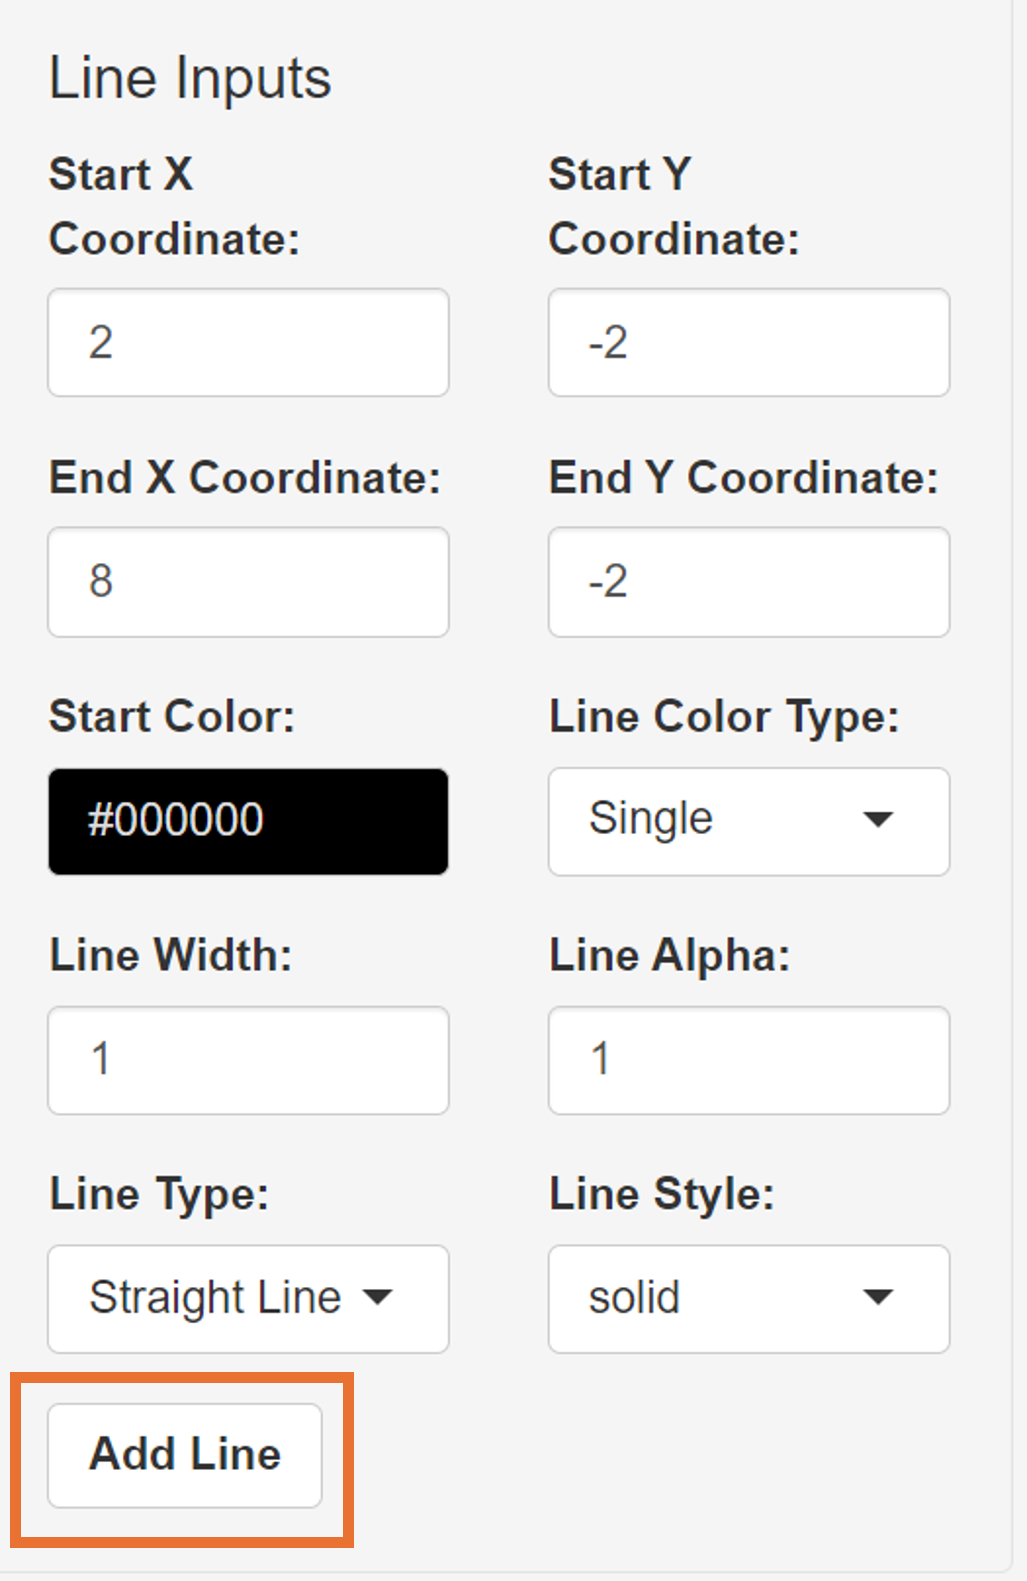 Line Inputs
Start X Coordinate:
Start Y Coordinate:
2
-2
End X Coordinate:
End Y Coordinate:
8
-2
Start Color:
Line Color Type:
#000000
Single
Line Width:
Line Alpha:
1
1
Line Type:
Line Style:
Straight Line
solid
Add Line